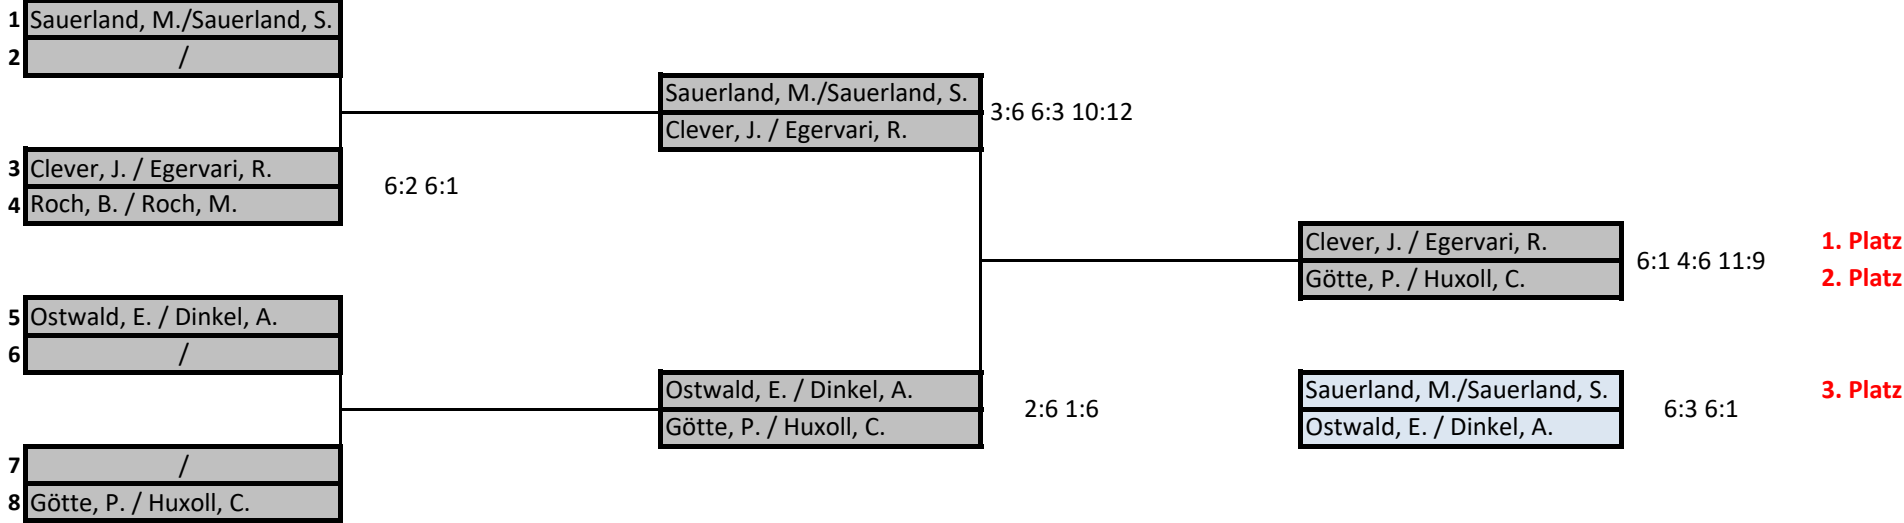 1 Sauerland, M./Sauerland, S.
2 /
Sauerland, M./Sauerland, S.
3:6 6:3 10:12
Clever, J. / Egervari, R.
3 Clever, J. / Egervari, R.
6:2 6:1
4 Roch, B. / Roch, M.
Clever, J. / Egervari, R.
6:1 4:6 11:9
1. Platz
Götte, P. / Huxoll, C.
2. Platz
5 Ostwald, E. / Dinkel, A.
6 /
Ostwald, E. / Dinkel, A.
2:6 1:6
Götte, P. / Huxoll, C.
Sauerland, M./Sauerland, S.
6:3 6:1
3. Platz
Ostwald, E. / Dinkel, A.
7 /
8 Götte, P. / Huxoll, C.